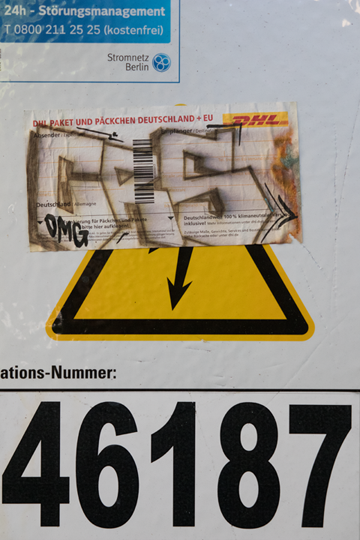 24h - Störungsmanagement
T 0800 211 25 25 (kostenfrei)
Stromnetz
Berlin
DHL PAKET UND PÄCKCHEN DEUTSCHLAND + EU
DHL
Deutschland
OMG
ations-Nummer:
46187